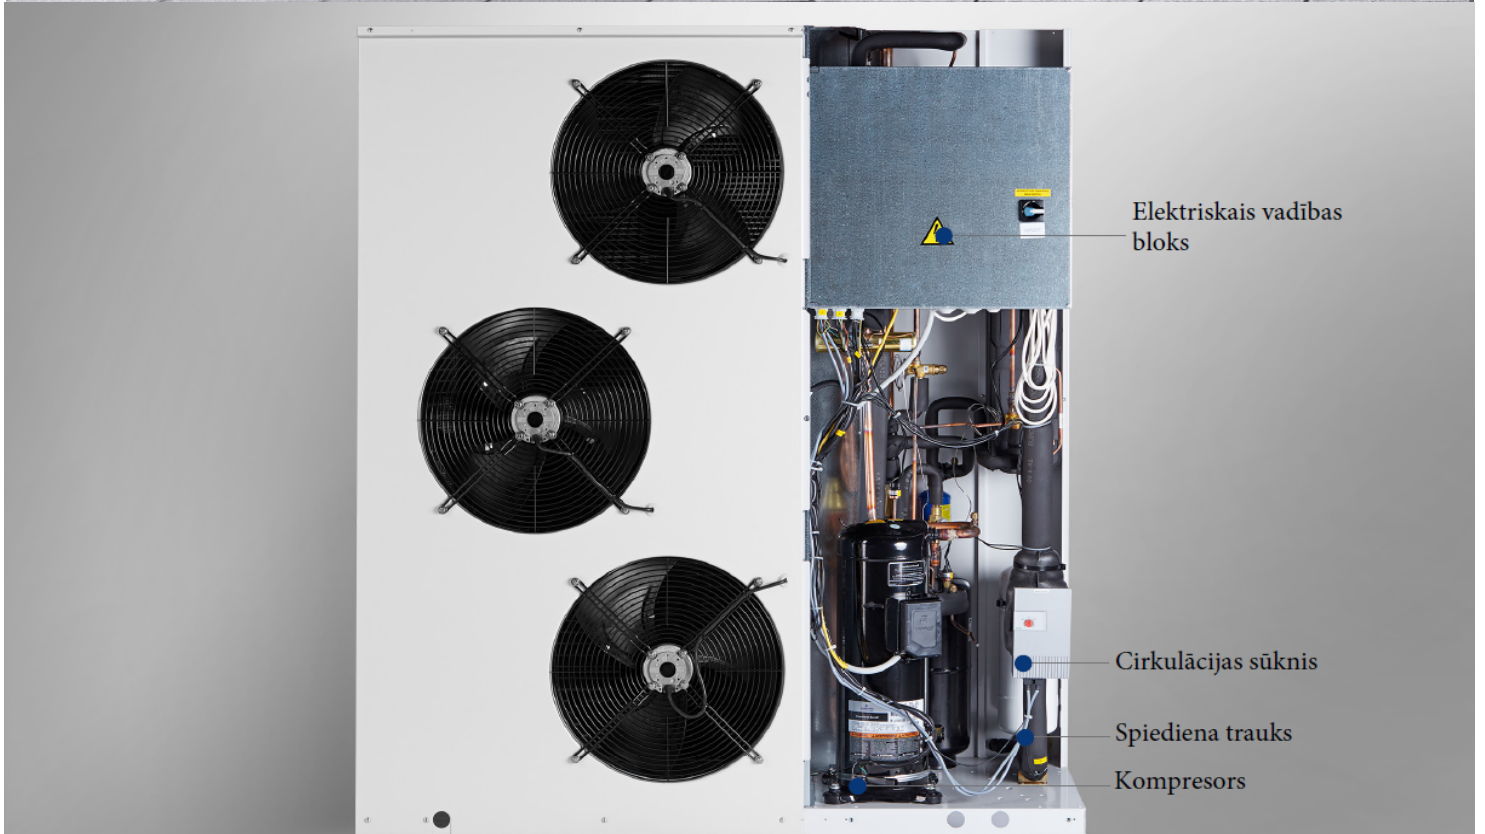 Elektriskais vadības
bloks
Cirkulācijas sūknis
Spiediena trauks
Kompresors